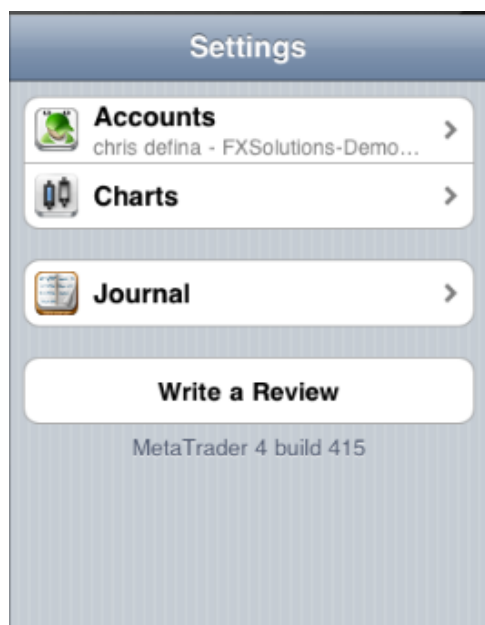 Settings
Accounts
chris defina - FXSolutions-Demo...
Charts
Journal
Write a Review
MetaTrader 4 build 415